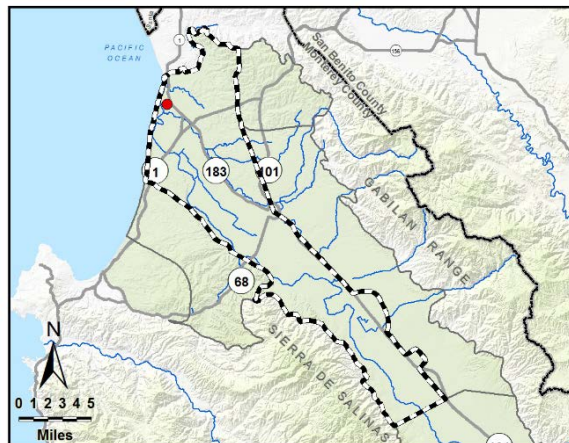 1
156
PACIFIC
OCEAN
San Benito County
Monterey County
1
183
101
GABILAN RANGE
68
SIERRA DE SALINAS
N
0 1 2 3 4 5
Miles